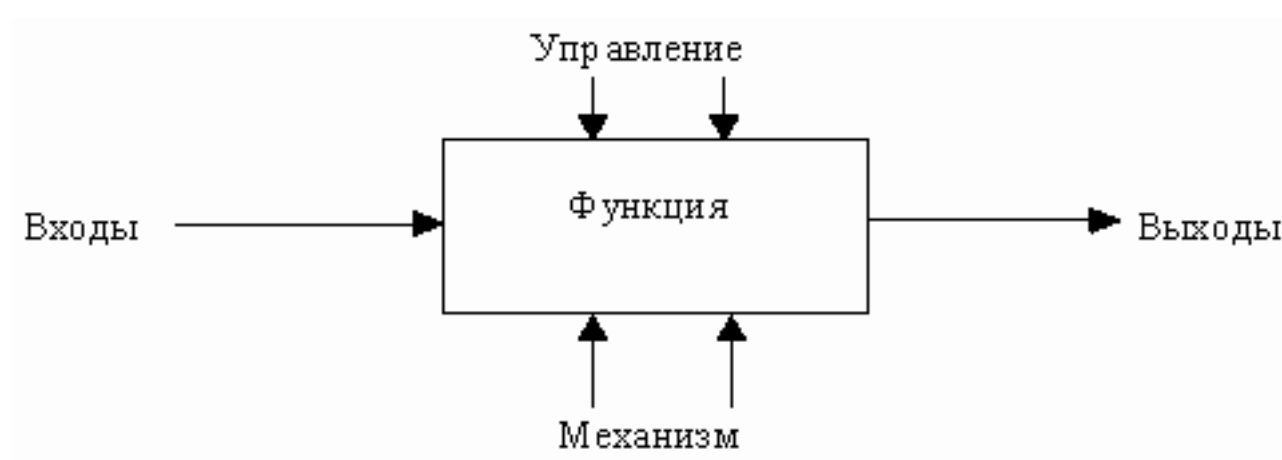 Управление
Функция
Входы
Выходы
Механизм